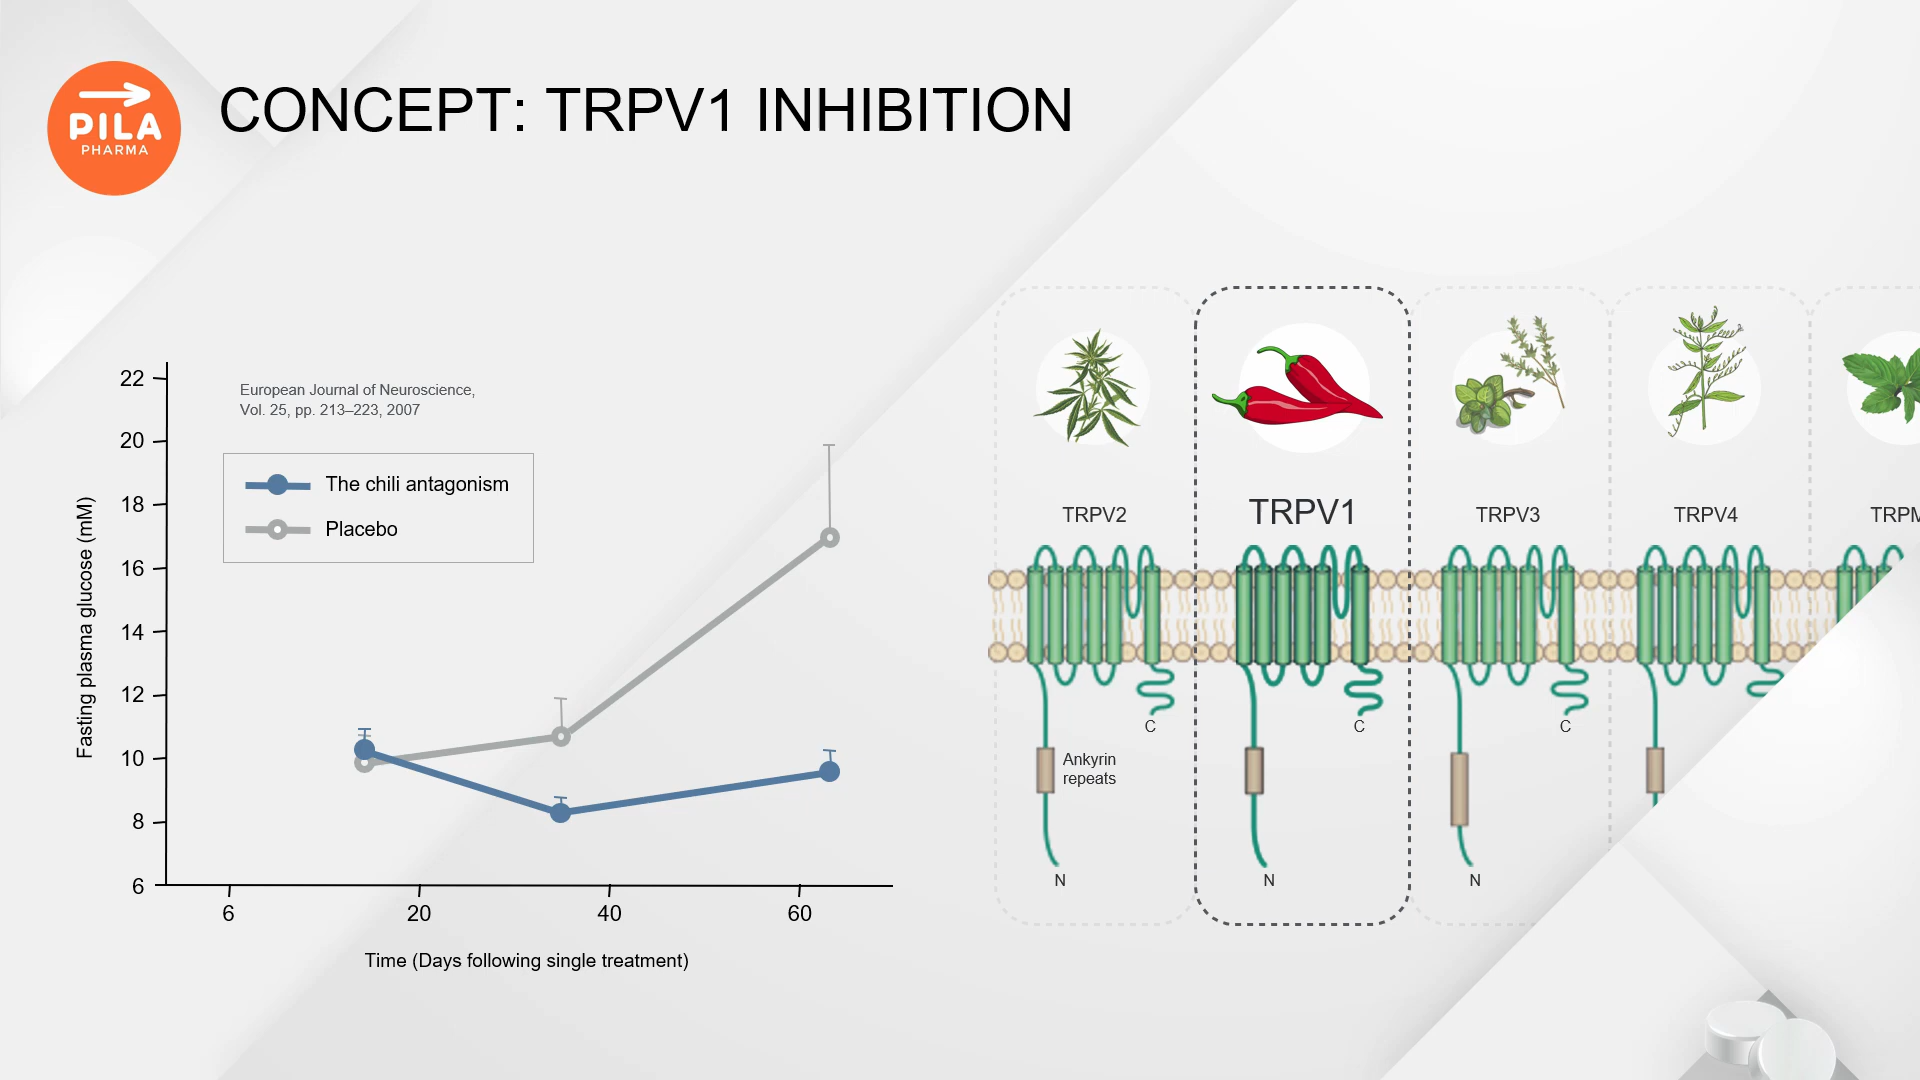 PILA
PHARMA
CONCEPT: TRPV1 INHIBITION
European Journal of Neuroscience,
Vol. 25, pp. 213–223, 2007
The chili antagonism
Placebo
Fasting plasma glucose (mM)
22
20
18
16
14
12
10
8
6
6
20
40
60
Time (Days following single treatment)
TRPV2
TRPV1
TRPV3
TRPV4
TRPM
C
C
C
Ankyrin
repeats
N
N
N